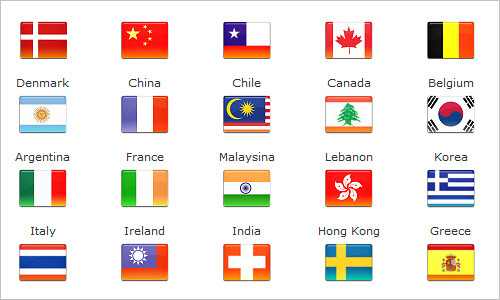 Denmark China Chile Canada Belgium
Argentina France Malaysina Lebanon Korea
Italy Ireland India Hong Kong Greece